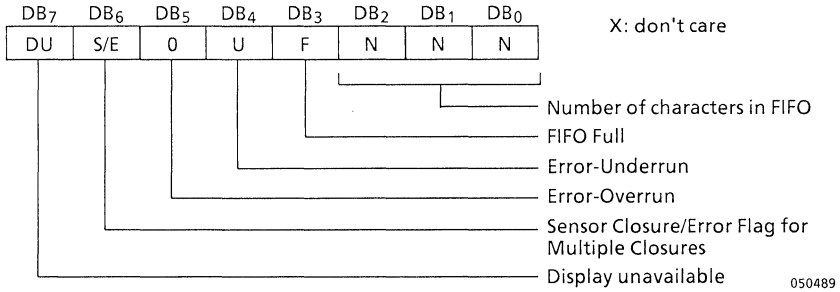 DB7 DB6 DB5 DB4 DB3 DB2 DB1 DB0
X: don't care
DU S/E 0 U F N N N
Number of characters in FIFO
FIFO Full
Error-Underrun
Error-Overrun
Sensor Closure/Error Flag for
Multiple Closures
Display unavailable
050489